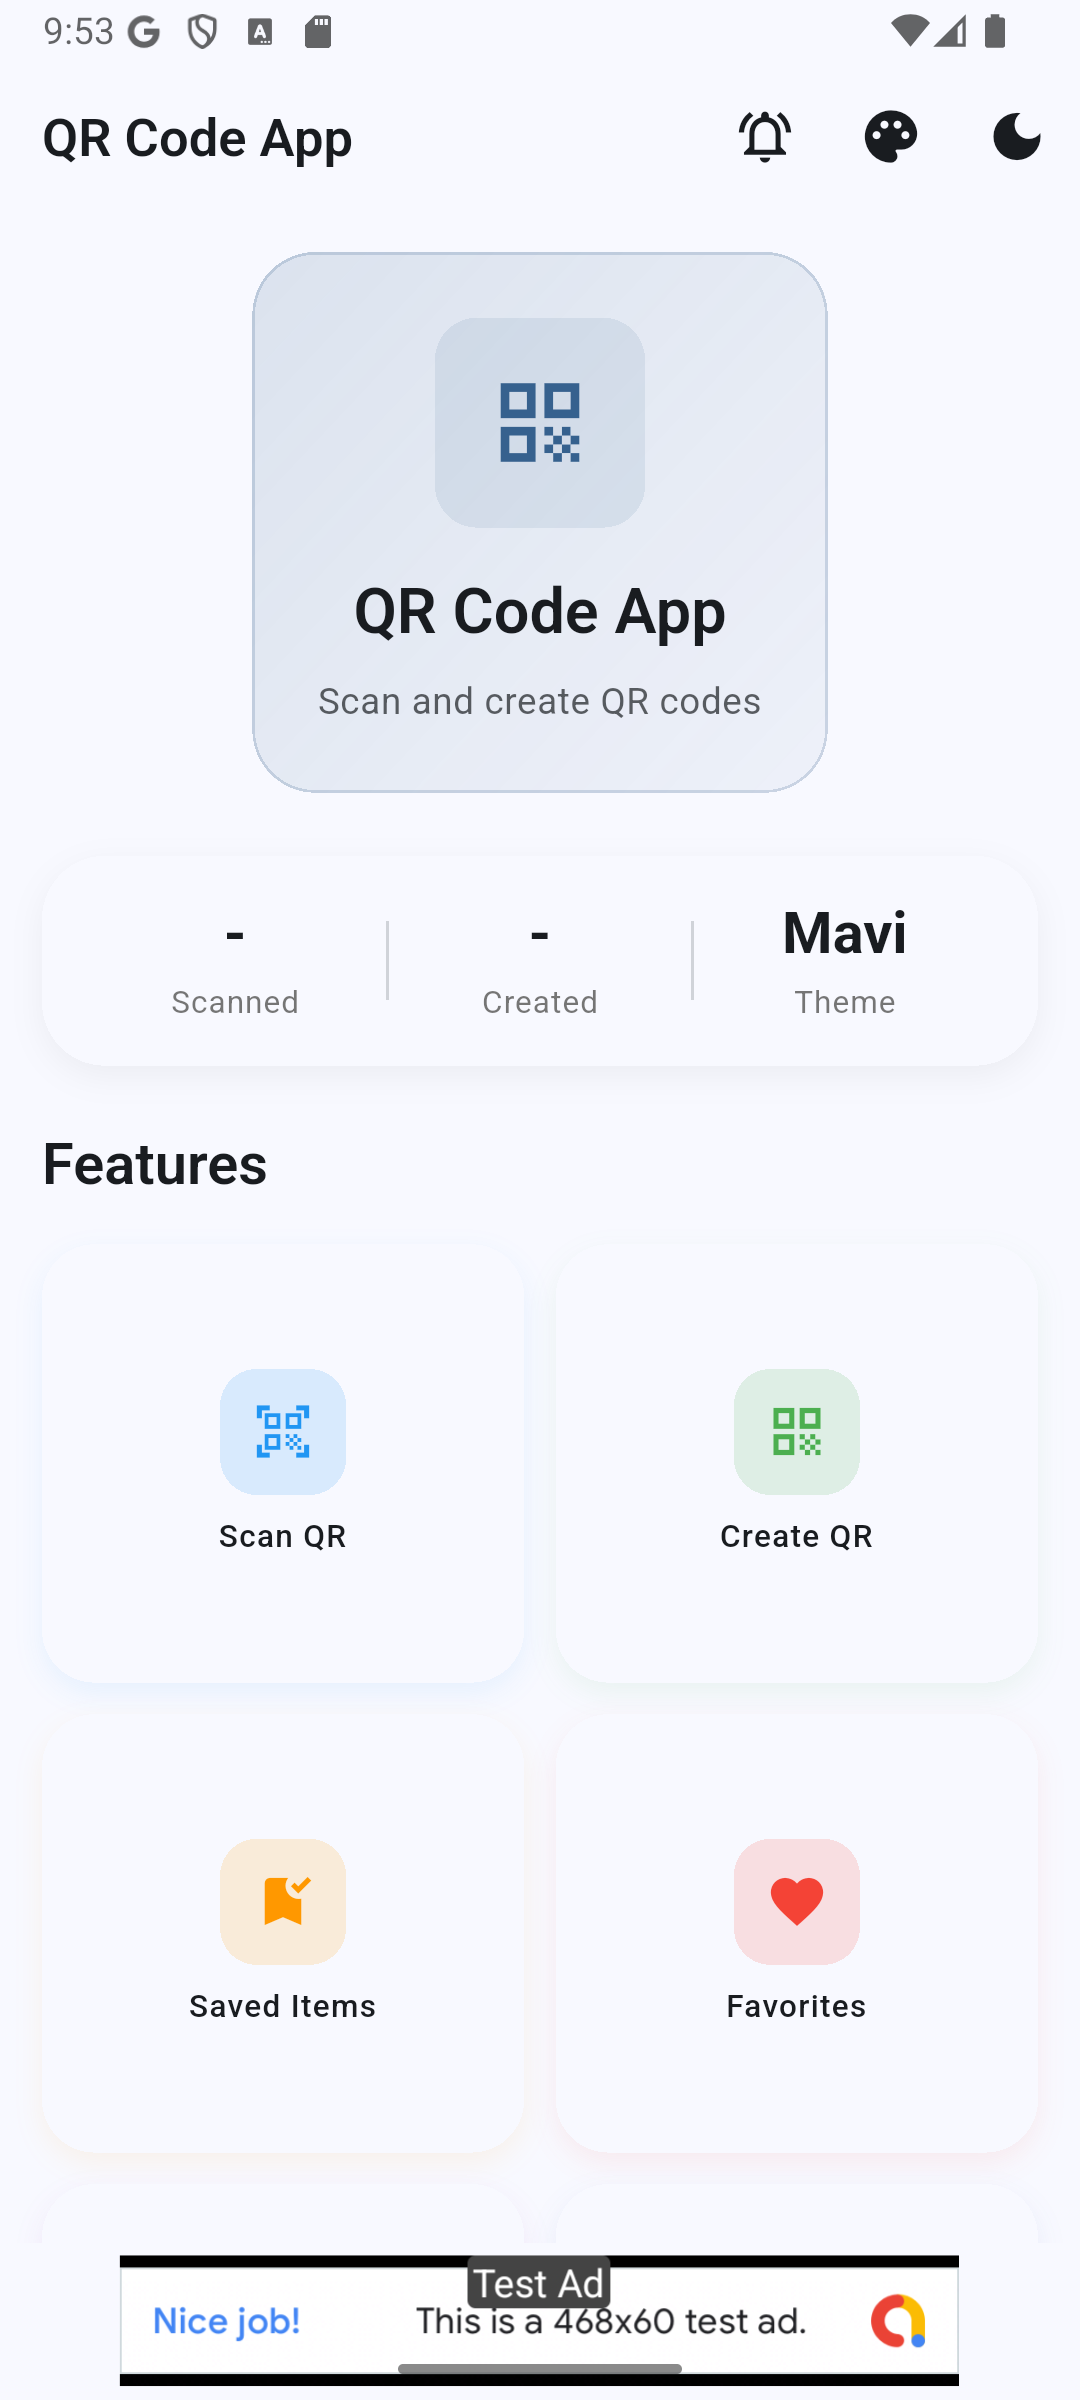 9:53
QR Code App
QR Code App
Scan and create QR codes
- - Mavi
Scanned Created Theme
Features
Scan QR Create QR
Saved Items Favorites
Test Ad
Nice job! This is a 468x60 test ad.